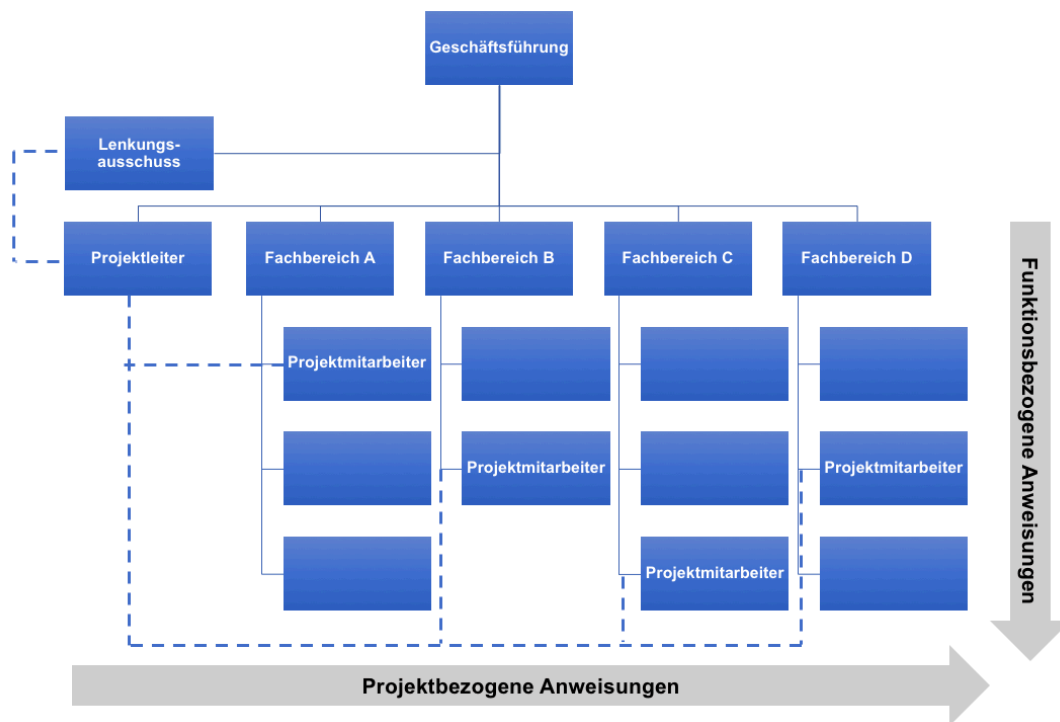 Geschäftsführung
Lenkungs-
ausschuss
Projektleiter
Fachbereich A
Fachbereich B
Fachbereich C
Fachbereich D
Projektmitarbeiter
Projektmitarbeiter
Projektmitarbeiter
Projektmitarbeiter
Funktionsbezogene Anweisungen
Projektbezogene Anweisungen